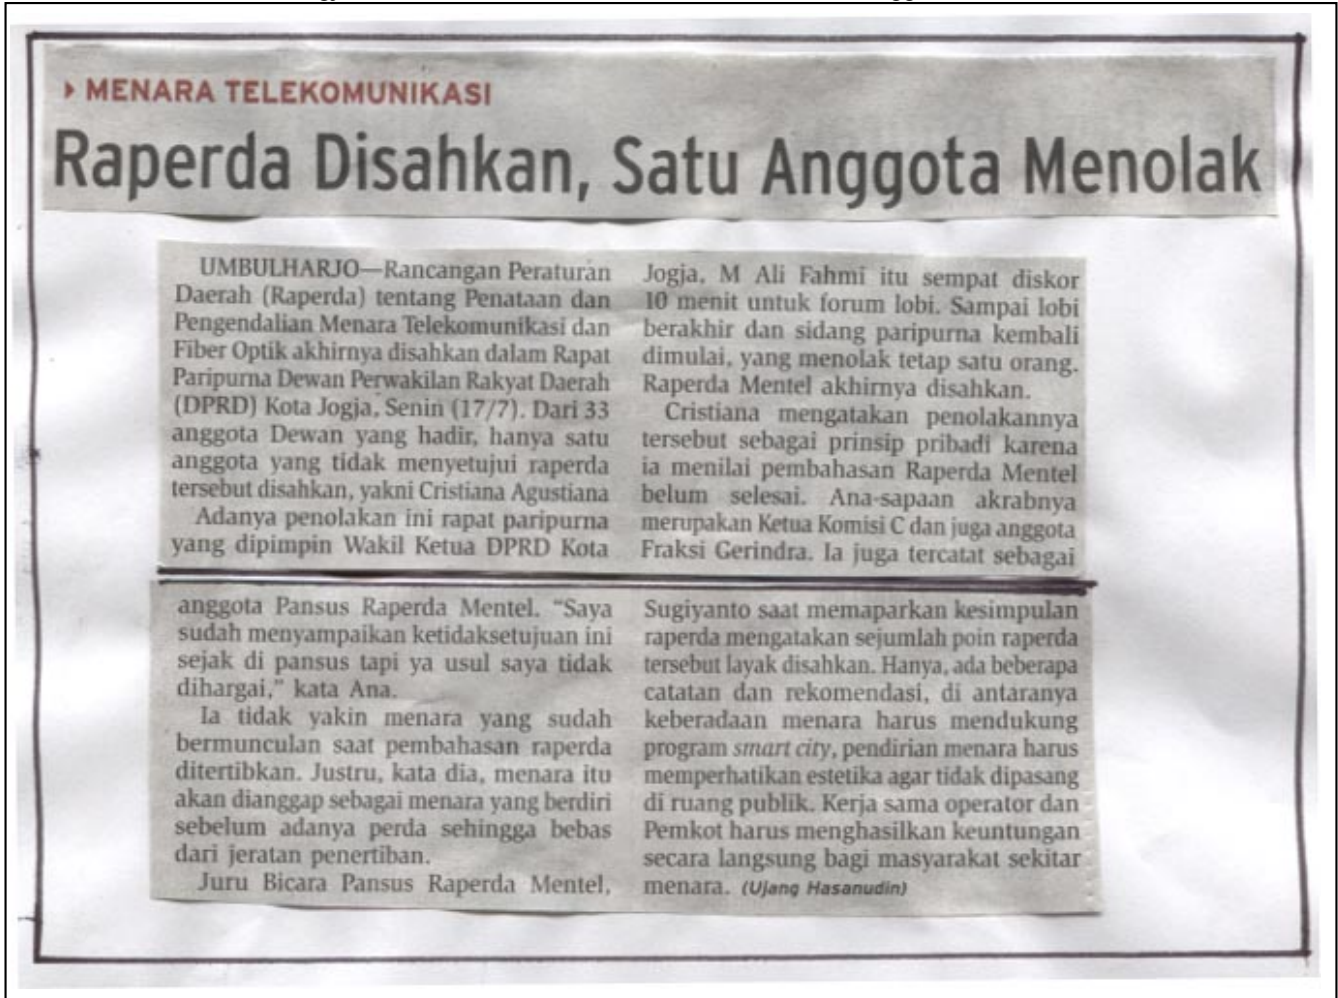 MENARA TELEKOMUNIKASI
Raperda Disahkan, Satu Anggota Menolak
UMBULHARJO—Rancangan Peraturan
Daerah (Raperda) tentang Penataan dan
Pengendalian Menara Telekomunikasi dan
Fiber Optik akhirnya disahkan dalam Rapat
Paripurna Dewan Perwakilan Rakyat Daerah
(DPRD) Kota Jogja, Senin (17/7). Dari 33
anggota Dewan yang hadir, hanya satu
anggota yang tidak menyetujui raperda
tersebut disahkan, yakni Cristiana Agustiana
Adanya penolakan ini rapat paripurna
yang dipimpin Wakil Ketua DPRD Kota
Jogja, M Ali Fahmi itu sempat diskor
10 menit untuk forum lobi. Sampai lobi
berakhir dan sidang paripurna kembali
dimulai, yang menolak tetap satu orang.
Raperda Mentel akhirnya disahkan.
Cristiana mengatakan penolakannya
tersebut sebagai prinsip pribadi karena
ia menilai pembahasan Raperda Mentel
belum selesai. Ana-sapaan akrabnya
merupakan Ketua Komisi C dan juga anggota
Fraksi Gerindra. Ia juga tercatat sebagai
anggota Pansus Raperda Mentel. “Saya
sudah menyampaikan ketidaksetujuan ini
sejak di pansus tapi ya usul saya tidak
dihargai,” kata Ana.
Ia tidak yakin menara yang sudah
bermunculan saat pembahasan raperda
ditertibkan. Justru, kata dia, menara itu
akan dianggap sebagai menara yang berdiri
sebelum adanya perda sehingga bebas
dari jeratan penertiban.
Juru Bicara Pansus Raperda Mentel,
Sugiyanto saat memaparkan kesimpulan
raperda mengatakan sejumlah poin raperda
tersebut layak disahkan. Hanya, ada beberapa
catatan dan rekomendasi, di antaranya
keberadaan menara harus mendukung
program smart city, pendirian menara harus
memperhatikan estetika agar tidak dipasang
di ruang publik. Kerja sama operator dan
Pemkot harus menghasilkan keuntungan
secara langsung bagi masyarakat sekitar
menara. (Ujang Hasanudin)